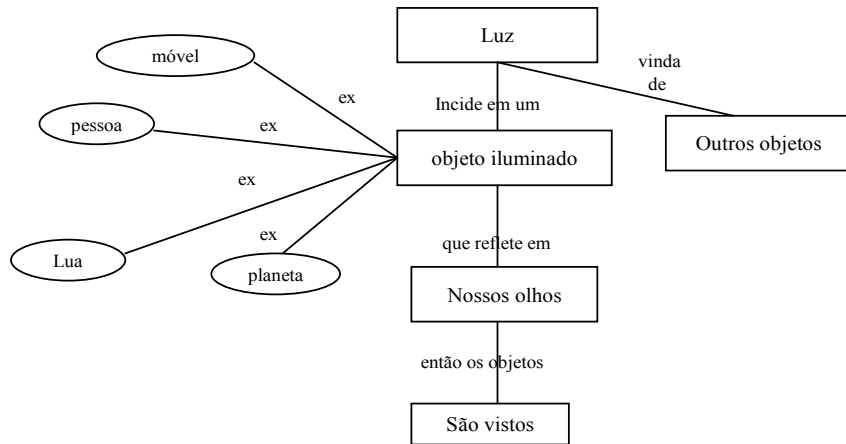 Luz
móvel
vinda
de
ex
Incide em um
pessoa
ex
Outros objetos
objeto iluminado
ex
ex
que reflete em
Lua
planeta
Nossos olhos
então os objetos
São vistos